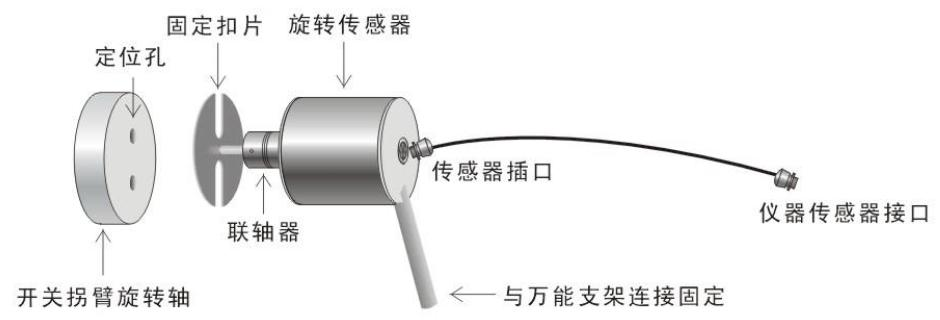 固定扣片
旋转传感器
定位孔
传感器插口
仪器传感器接口
联轴器
开关拐臂旋转轴
与万能支架连接固定